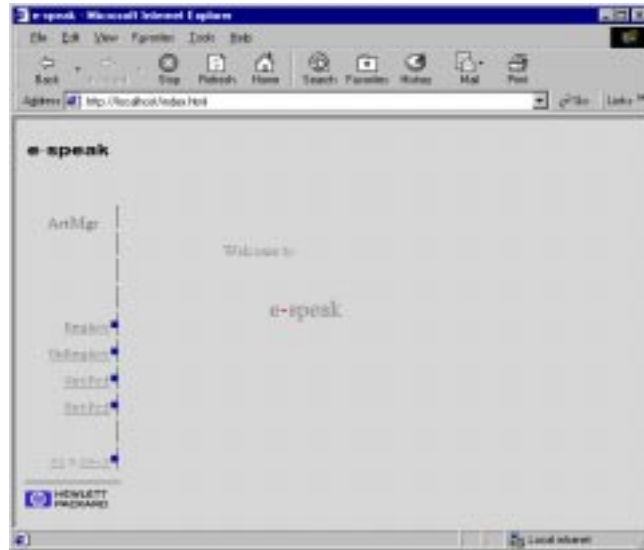 e-speak - Microsoft Internet Explorer
File Edit View Favorites Tools Help
Back Stop Refresh Home Search Favorites History Mail Print
Address http://localhost/index.html Go Links
e-speak
ArtMgr
Welcome to
e-speak
Register
UnRegister
HEWLETT
PACKARD
Local intranet